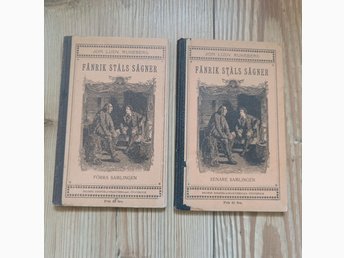 JOH. LUDV. RUNEBERG
FÄNRIK STÅLS SÄGNER
FÖRRA SAMLINGEN
JOH. LUDV. RUNEBERG
FÄNRIK STÅLS SÄGNER
SENARE SAMLINGEN